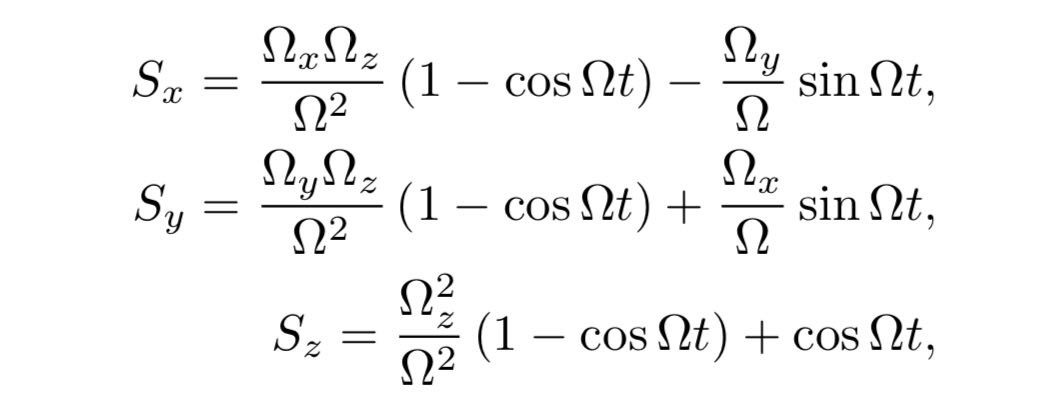 S_x = \frac{\Omega_x \Omega_z}{\Omega^2} (1 - \cos \Omega t) - \frac{\Omega_y}{\Omega} \sin \Omega t,
S_y = \frac{\Omega_y \Omega_z}{\Omega^2} (1 - \cos \Omega t) + \frac{\Omega_x}{\Omega} \sin \Omega t,
S_z = \frac{\Omega_z^2}{\Omega^2} (1 - \cos \Omega t) + \cos \Omega t,